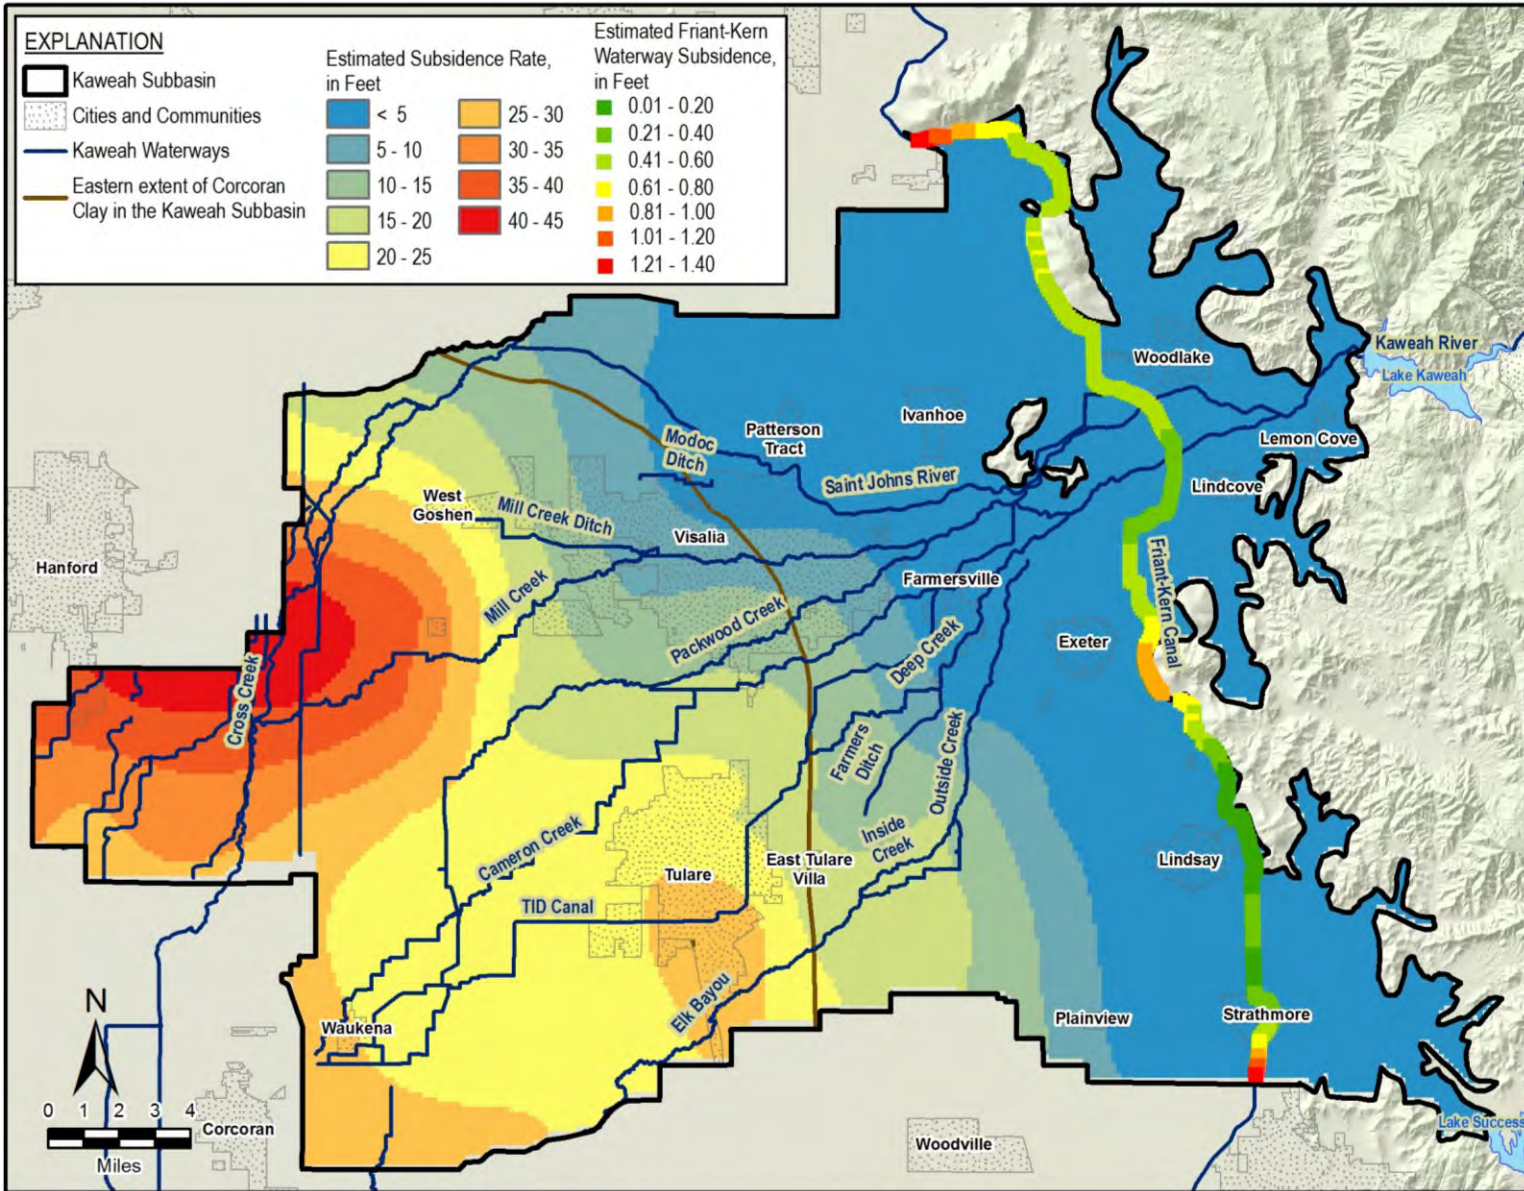 EXPLANATION
Kaweah Subbasin
Cities and Communities
Kaweah Waterways
Eastern extent of Corcoran
Clay in the Kaweah Subbasin
Estimated Subsidence Rate,
in Feet
< 5
5 - 10
10 - 15
15 - 20
20 - 25
25 - 30
30 - 35
35 - 40
40 - 45
Estimated Friant-Kern
Waterway Subsidence,
in Feet
0.01 - 0.20
0.21 - 0.40
0.41 - 0.60
0.61 - 0.80
0.81 - 1.00
1.01 - 1.20
1.21 - 1.40
Kaweah River
Lake Kaweah
Woodlake
Ivanhoe
Patterson
Tract
Lemon Cove
Modoc
Ditch
Saint Johns River
Lindcove
West
Goshen
Mill Creek Ditch
Visalia
Hanford
Mill Creek
Farmersville
Friant-Kern Canal
Packwood Creek
Exeter
Deep Creek
Cross Creek
Farmers
Ditch
Outside Creek
Inside
Creek
Cameron Creek
East Tulare
Villa
Lindsay
Tulare
TID Canal
Elk Bayou
Plainview
Strathmore
Waukena
N
0 1 2 3 4
Miles
Corcoran
Woodville
Lake Success